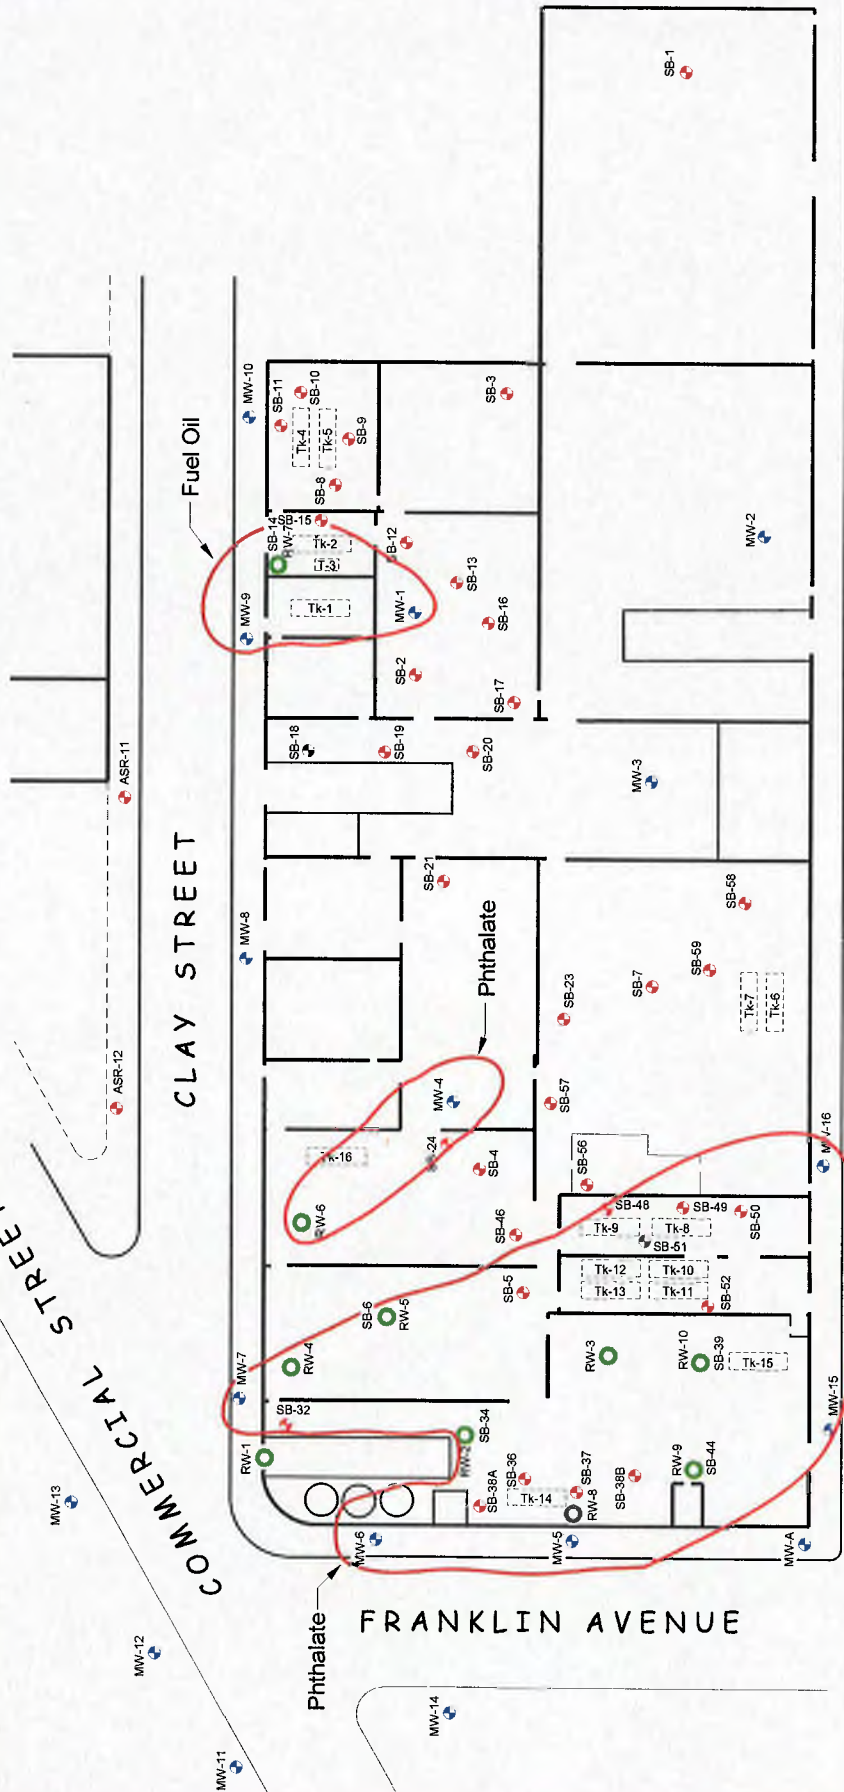 SB-1
MW-10
SB-11
SB-10
Tk-4
Tk-5
SB-9
SB-8
SB-3
Fuel Oil
SB-14
RW-7
SB-15
Tk-2
T-3
SB-12
MW-2
MW-9
Tk-1
MW-1
SB-13
SB-16
SB-2
SB-17
SB-18
SB-19
SB-20
MW-3
ASR-11
CLAY STREET
SB-21
SB-58
MW-8
Phthalate
SB-59
SB-7
Tk-7
Tk-6
SB-23
ASR-12
MW-4
SB-57
Tk-16
SB-24
SB-4
SB-56
MW-16
RW-6
SB-46
SB-48
SB-49
SB-50
Tk-9
Tk-8
SB-51
Tk-12
Tk-10
Tk-13
Tk-11
SB-52
SB-6
RW-5
SB-5
COMMERCIAL STREET
MW-7
RW-4
RW-3
RW-10
SB-39
Tk-15
SB-32
MW-15
RW-1
RW-2
SB-34
MW-13
SB-36
SB-38A
Tk-14
SB-37
RW-8
SB-38B
RW-9
SB-44
MW-6
MW-5
MW-A
Phthalate
FRANKLIN AVENUE
MW-12
MW-14
MW-11